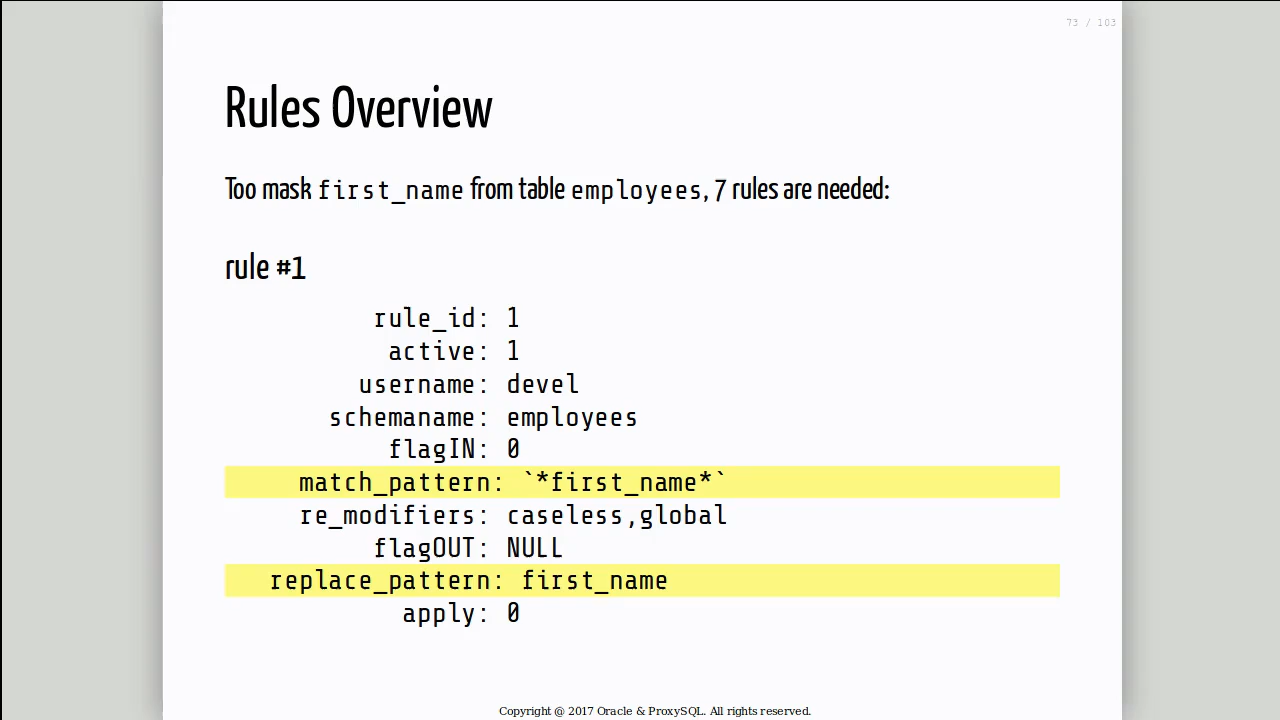 73 / 103
Rules Overview
Too mask first_name from table employees, 7 rules are needed:
rule #1
rule_id: 1
active: 1
username: devel
schemaname: employees
flagIN: 0
match_pattern: `*first_name*`
re_modifiers: caseless,global
flagOUT: NULL
replace_pattern: first_name
apply: 0
Copyright @ 2017 Oracle & ProxySQL. All rights reserved.